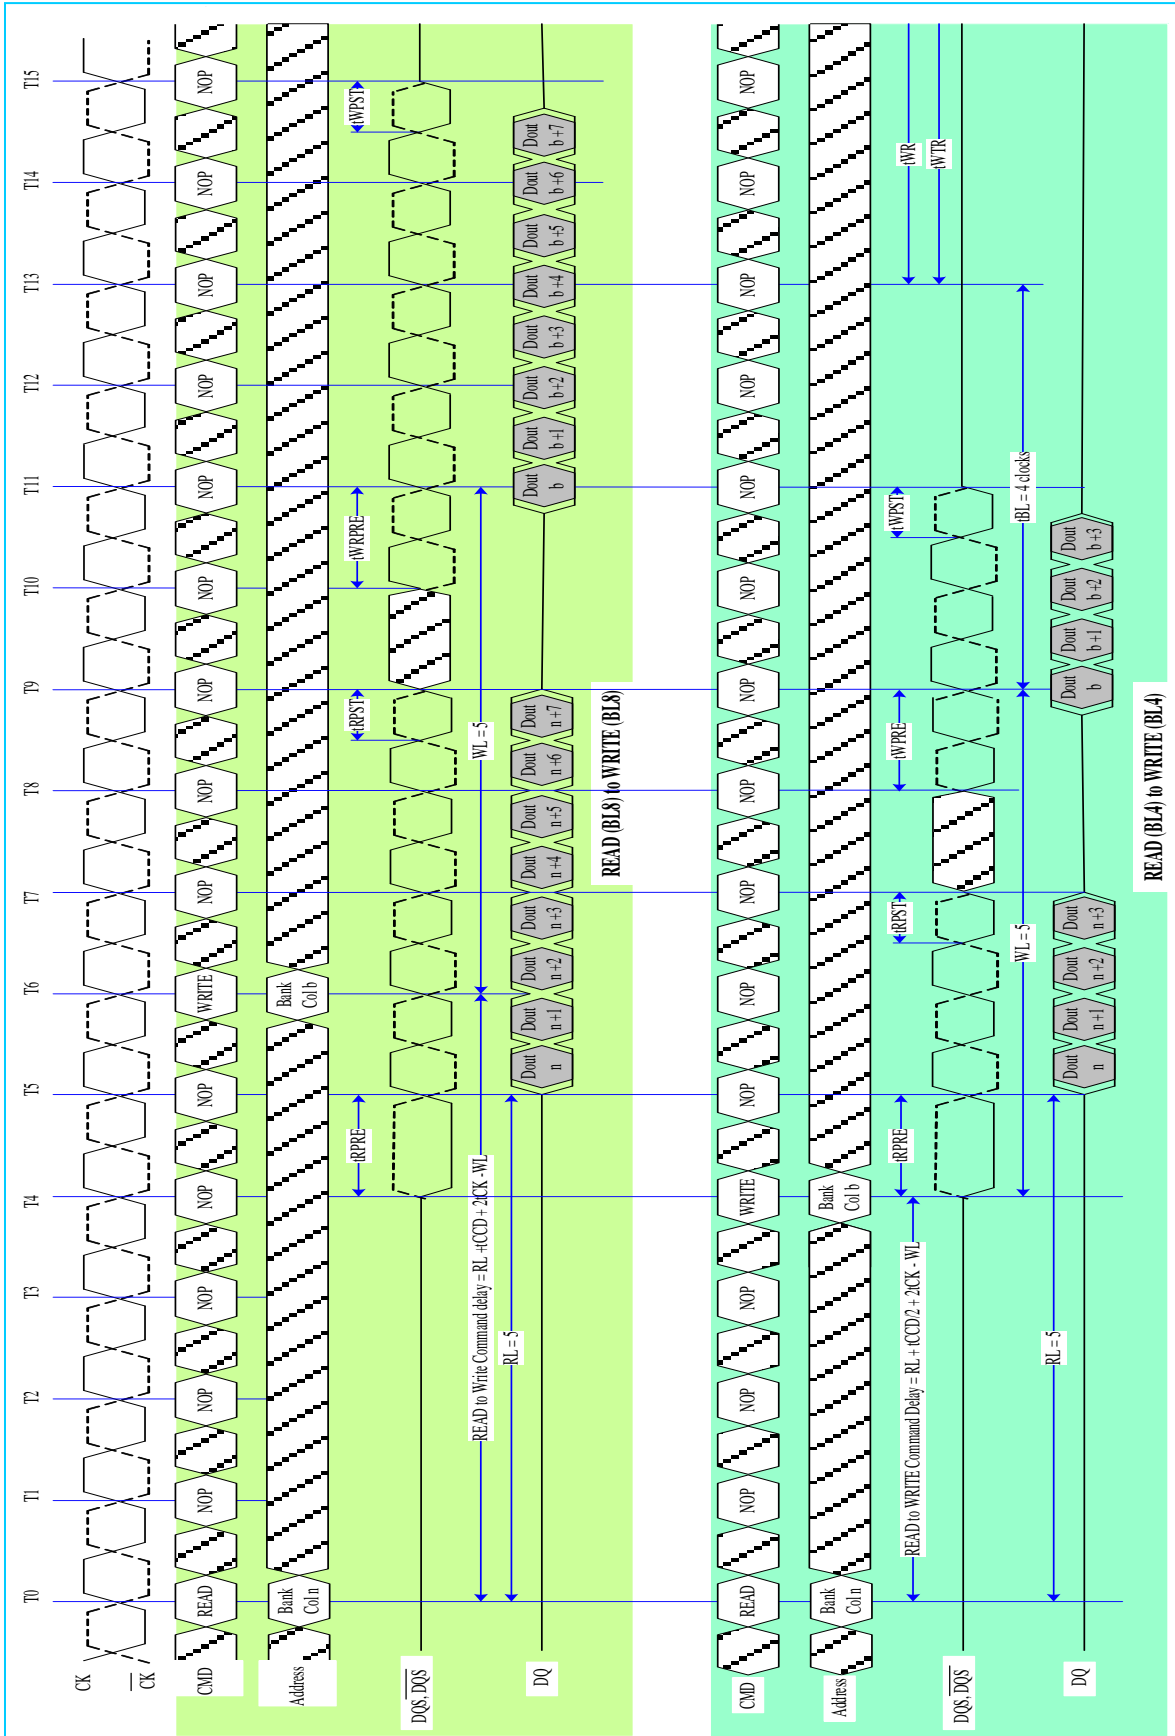 T0 T1 T2 T3 T4 T5 T6 T7 T8 T9 T10 T11 T12 T13 T14 T15
CK
CK
CMD READ NOP NOP NOP NOP NOP WRITE NOP NOP NOP NOP NOP NOP NOP NOP NOP
Address Bank Bank
Col n Col b
tRPRE tRPST tWRPRE tWPST
DQS, DQS
READ to Write Command delay = RL +tCCD + 2tCK -WL WL = 5
RL = 5
DQ Dout Dout Dout Dout Dout Dout Dout Dout Dout Dout Dout Dout Dout Dout Dout Dout
n n+1 n+2 n+3 n+4 n+5 n+6 n+7 b b+1 b+2 b+3 b+4 b+5 b+6 b+7
READ (BL8) to WRITE (BL8)
CMD READ NOP NOP NOP WRITE NOP NOP NOP NOP NOP NOP NOP NOP NOP NOP NOP
Address Bank Bank
Col n Col b
tRPRE tRPST tWPRE tWPST tWR
READ to WRITE Command Delay = RL + tCCD/2 + 2tCK - WL tWTR
DQS, DQS
WL = 5 tBL = 4 clocks
RL = 5
DQ Dout Dout Dout Dout Dout Dout Dout Dout
n n+1 n+2 n+3 b b+1 b+2 b+3
READ (BL4) to WRITE (BL4)